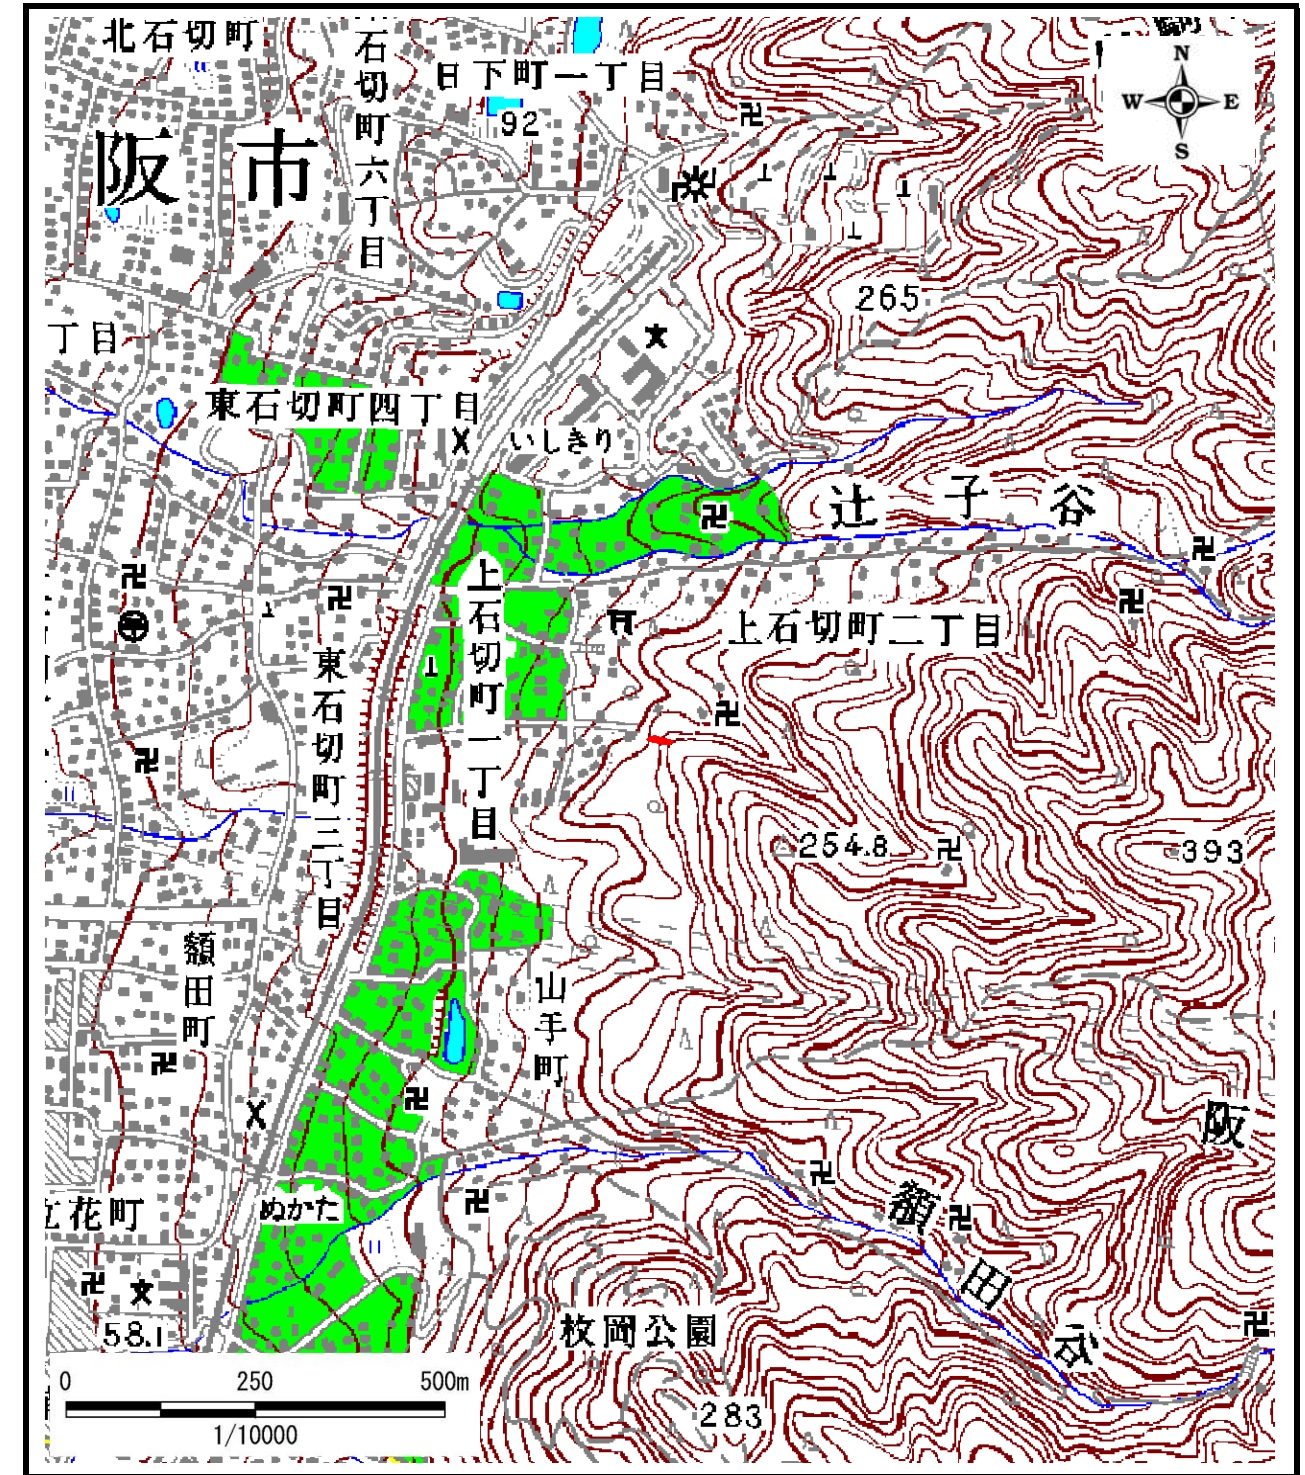 北石切町
石切町六丁目
日下町一丁目
92
阪市
N
W E
S
265
丁目
東石切町四丁目
いしきり
辻子谷
上石切町一丁目
上石切町二丁目
東石切町三丁目
254.8
393
額田町
山手町
阪
額田谷
花町
ぬかた
58.1
枚岡公園
283
0 250 500m
1/10000